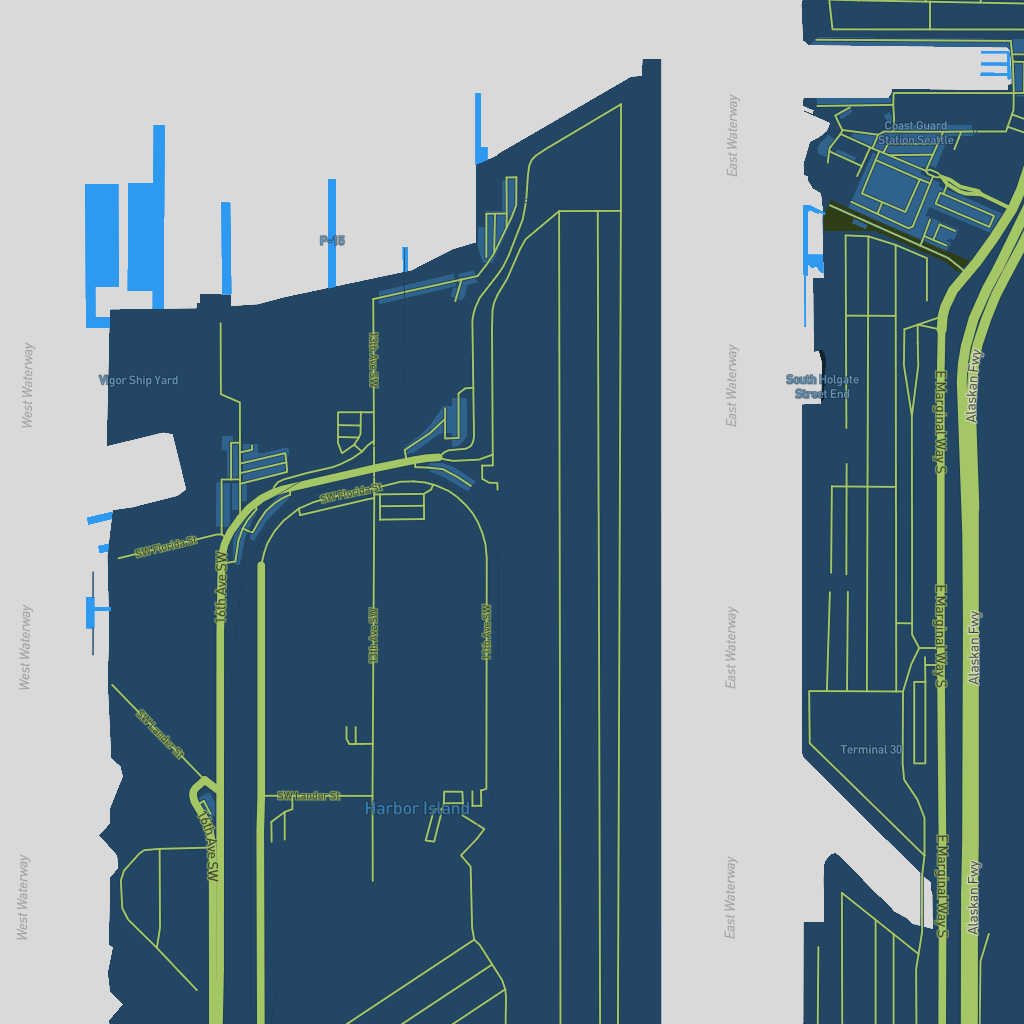 East Waterway
Coast Guard
Station Seattle
P-15
13th Ave SW
West Waterway
Vigor Ship Yard
East Waterway
South Holgate
Street End
E Marginal Way S
Alaskan Fwy
SW Florida St
SW Florida St
16th Ave SW
West Waterway
13th Ave SW
11th Ave SW
East Waterway
E Marginal Way S
Alaskan Fwy
SW Lander St
Terminal 30
SW Lander St
Harbor Island
16th Ave SW
West Waterway
East Waterway
E Marginal Way S
Alaskan Fwy